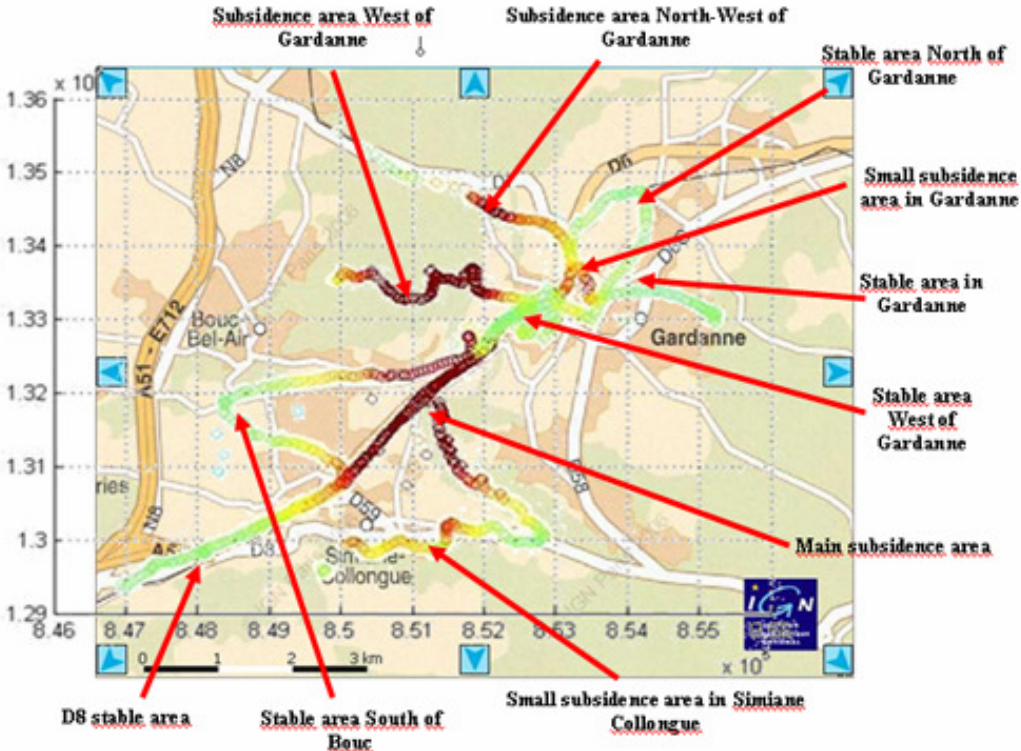 Subsidence area West of
Gardanne
Subsidence area North-West of
Gardanne
Stable area North of
Gardanne
Small subsidence
area in Gardanne
Stable area in
Gardanne
Stable area
West of
Gardanne
Main subsidence area
Small subsidence area in Simiane
Collongue
Stable area South of
Bouc
D8 stable area
1.36
1.35
1.34
1.33
1.32
1.31
1.3
1.29
8.46
8.47
8.48
8.49
8.5
8.51
8.52
8.53
8.54
8.55
x 10
N8
D6
A51 - E712
Bouc
Bel-Air
Gardanne
D58
ries
N8
D59
D8
Collongue
IGN
0
1
2
3 km